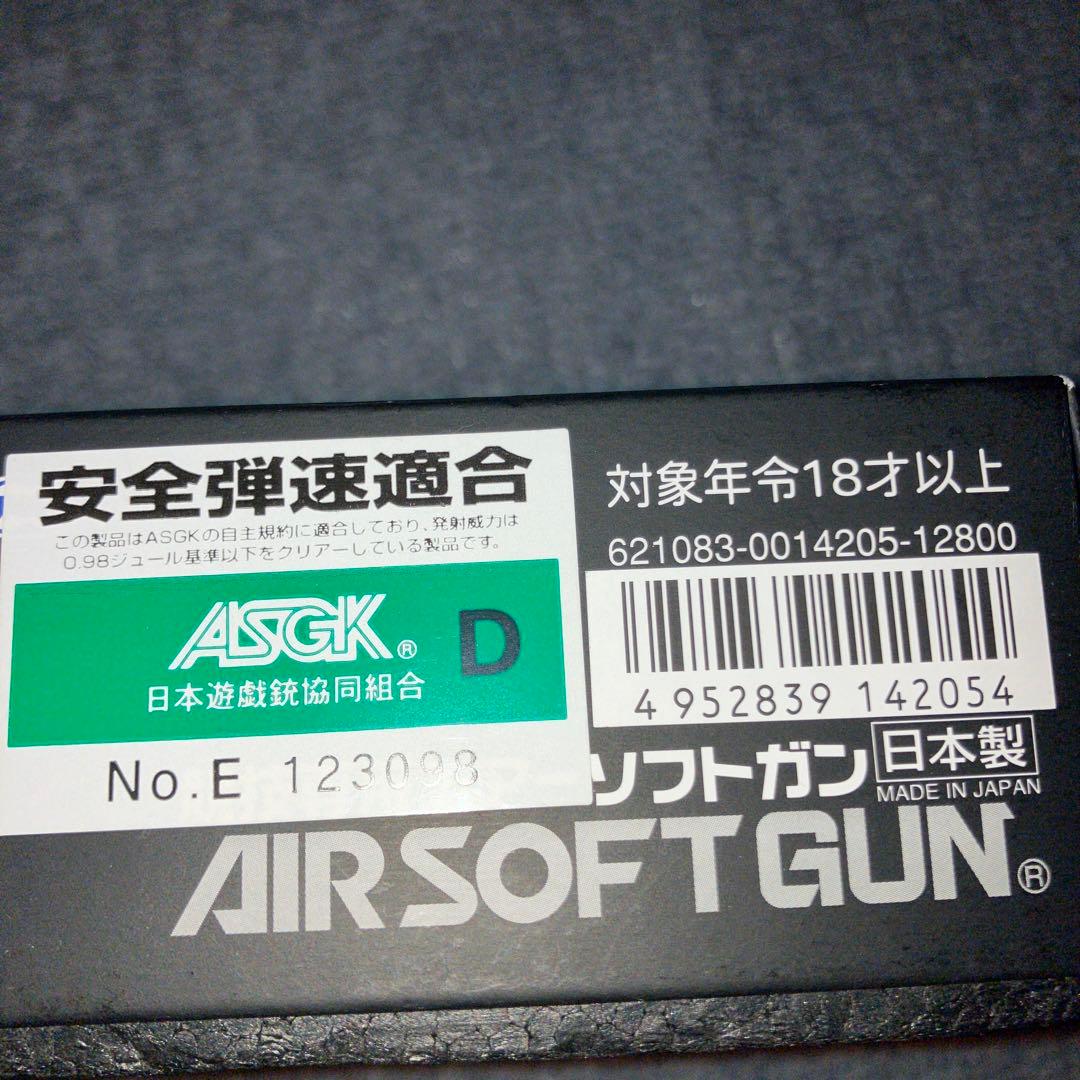 安全弾速適合
この製品はASGKの自主規約に適合しており、発射威力は
0.98ジュール基準以下をクリアーしている製品です。
ASGK® D
日本遊戯銃協同組合
No.E 123098
対象年令18才以上
621083-0014205-12800
4 952839 142054
ソフトガン
日本製
MADE IN JAPAN
AIRSOFT GUN®